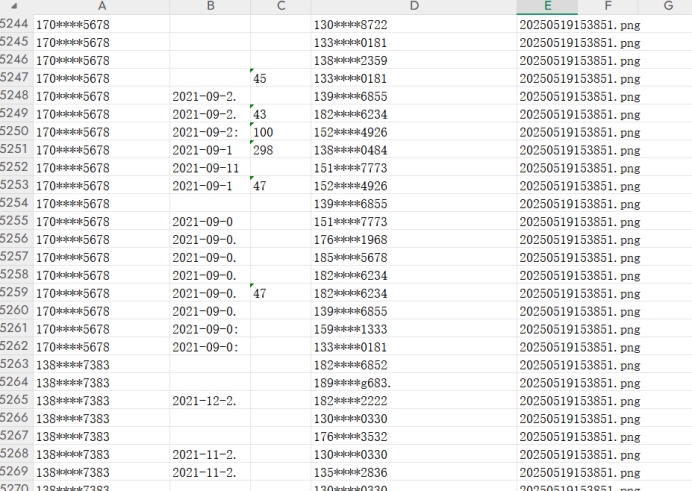 A B C D E F G
5244 170****5678 130****8722 20250519153851.png
5245 170****5678 133****0181 20250519153851.png
5246 170****5678 138****2359 20250519153851.png
5247 170****5678 45 133****0181 20250519153851.png
5248 170****5678 2021-09-2. 139****6855 20250519153851.png
5249 170****5678 2021-09-2. 43 182****6234 20250519153851.png
5250 170****5678 2021-09-2: 100 152****4926 20250519153851.png
5251 170****5678 2021-09-1 298 138****0484 20250519153851.png
5252 170****5678 2021-09-11 151****7773 20250519153851.png
5253 170****5678 2021-09-1 47 152****4926 20250519153851.png
5254 170****5678 139****6855 20250519153851.png
5255 170****5678 2021-09-0 151****7773 20250519153851.png
5256 170****5678 2021-09-0. 176****1968 20250519153851.png
5257 170****5678 2021-09-0. 185****5678 20250519153851.png
5258 170****5678 2021-09-0. 182****6234 20250519153851.png
5259 170****5678 2021-09-0. 47 182****6234 20250519153851.png
5260 170****5678 2021-09-0. 139****6855 20250519153851.png
5261 170****5678 2021-09-0: 159****1333 20250519153851.png
5262 170****5678 2021-09-0: 133****0181 20250519153851.png
5263 138****7383 182****6852 20250519153851.png
5264 138****7383 189****g683. 20250519153851.png
5265 138****7383 2021-12-2. 182****2222 20250519153851.png
5266 138****7383 130****0330 20250519153851.png
5267 138****7383 176****3532 20250519153851.png
5268 138****7383 2021-11-2. 130****0330 20250519153851.png
5269 138****7383 2021-11-2. 135****2836 20250519153851.png
5270 138****7383 130****0330 20250519153851.png